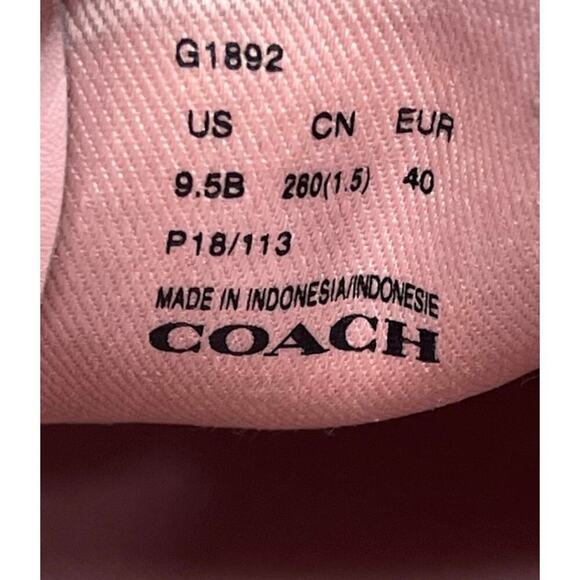 G1892
US CN EUR
9.5B 260(1.5) 40
P18/113
MADE IN INDONESIA/INDONESIE
COACH